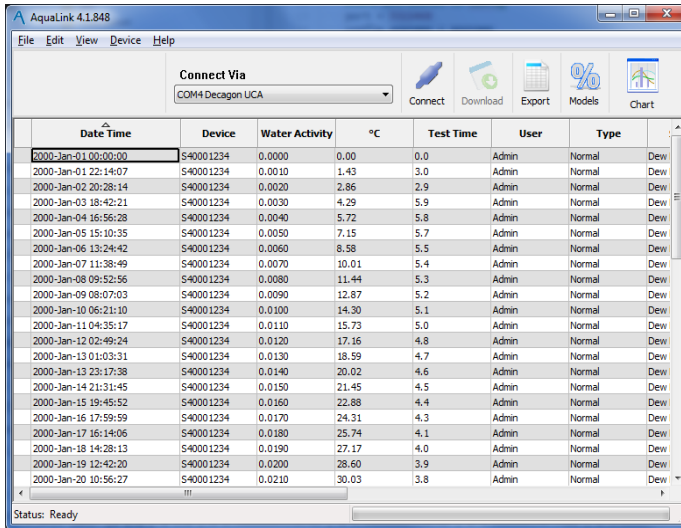 AquaLink 4.1.848
File Edit View Device Help
Connect Via
COM4 Decagon UCA
Connect Download Export Models Chart
Date Time Device Water Activity °C Test Time User Type
2000-Jan-01 00:00:00 S40001234 0.0000 0.00 0.0 Admin Normal Dew
2000-Jan-01 22:14:07 S40001234 0.0010 1.43 3.0 Admin Normal Dew
2000-Jan-02 20:28:14 S40001234 0.0020 2.86 2.9 Admin Normal Dew
2000-Jan-03 18:42:21 S40001234 0.0030 4.29 5.9 Admin Normal Dew
2000-Jan-04 16:56:28 S40001234 0.0040 5.72 5.8 Admin Normal Dew
2000-Jan-05 15:10:35 S40001234 0.0050 7.15 5.7 Admin Normal Dew
2000-Jan-06 13:24:42 S40001234 0.0060 8.58 5.5 Admin Normal Dew
2000-Jan-07 11:38:49 S40001234 0.0070 10.01 5.4 Admin Normal Dew
2000-Jan-08 09:52:56 S40001234 0.0080 11.44 5.3 Admin Normal Dew
2000-Jan-09 08:07:03 S40001234 0.0090 12.87 5.2 Admin Normal Dew
2000-Jan-10 06:21:10 S40001234 0.0100 14.30 5.1 Admin Normal Dew
2000-Jan-11 04:35:17 S40001234 0.0110 15.73 5.0 Admin Normal Dew
2000-Jan-12 02:49:24 S40001234 0.0120 17.16 4.8 Admin Normal Dew
2000-Jan-13 01:03:31 S40001234 0.0130 18.59 4.7 Admin Normal Dew
2000-Jan-13 23:17:38 S40001234 0.0140 20.02 4.6 Admin Normal Dew
2000-Jan-14 21:31:45 S40001234 0.0150 21.45 4.5 Admin Normal Dew
2000-Jan-15 19:45:52 S40001234 0.0160 22.88 4.4 Admin Normal Dew
2000-Jan-16 17:59:59 S40001234 0.0170 24.31 4.3 Admin Normal Dew
2000-Jan-17 16:14:06 S40001234 0.0180 25.74 4.1 Admin Normal Dew
2000-Jan-18 14:28:13 S40001234 0.0190 27.17 4.0 Admin Normal Dew
2000-Jan-19 12:42:20 S40001234 0.0200 28.60 3.9 Admin Normal Dew
2000-Jan-20 10:56:27 S40001234 0.0210 30.03 3.8 Admin Normal Dew
Status: Ready